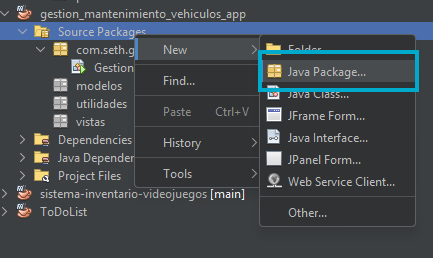 gestion_mantenimiento_vehiculos_app
Source Packages
com.seth.g
Gestion
modelos
utilidades
vistas
Dependencies
Java Depender
Project Files
sistema-inventario-videojuegos [main]
ToDoList
New
Find...
Paste Ctrl+V
History
Tools
Folder...
Java Package...
Java Class...
JFrame Form...
Java Interface...
JPanel Form...
Web Service Client...
Other...